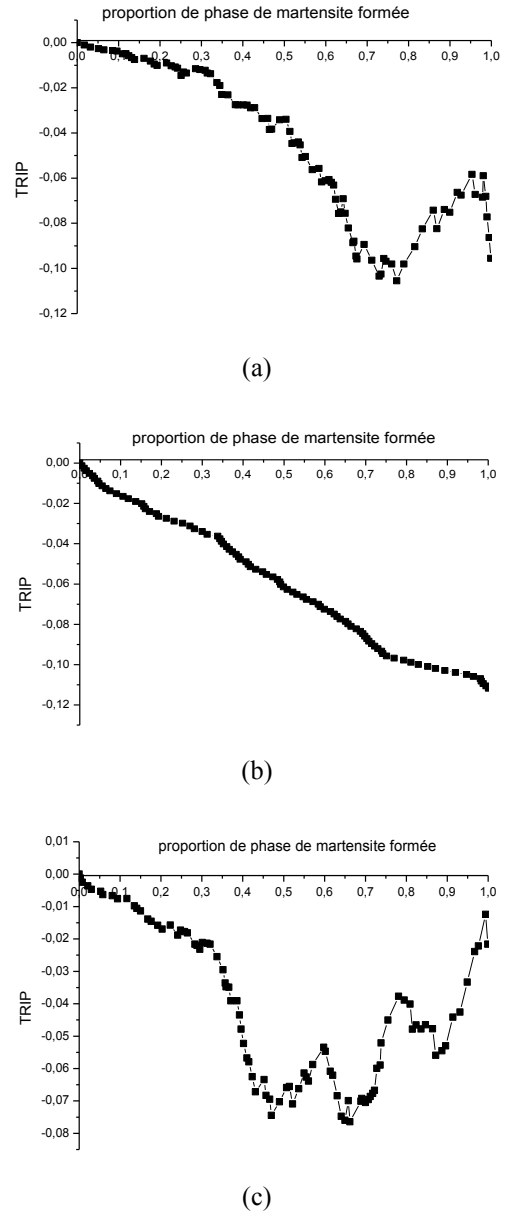 proportion de phase de martensite formée
0,00
0,0 0,1 0,2 0,3 0,4 0,5 0,6 0,7 0,8 0,9 1,0
-0,02
-0,04
-0,06
-0,08
-0,10
-0,12
TRIP
(a)
proportion de phase de martensite formée
0,00
0,0 0,1 0,2 0,3 0,4 0,5 0,6 0,7 0,8 0,9 1,0
-0,02
-0,04
-0,06
-0,08
-0,10
-0,12
TRIP
(b)
0,01
proportion de phase de martensite formée
0,00
0,0 0,1 0,2 0,3 0,4 0,5 0,6 0,7 0,8 0,9 1,0
-0,01
-0,02
-0,03
-0,04
-0,05
-0,06
-0,07
-0,08
TRIP
(c)